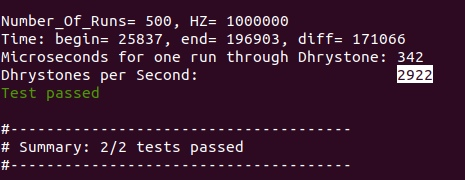 Number_Of_Runs= 500, HZ= 1000000
Time: begin= 25837, end= 196903, diff= 171066
Microseconds for one run through Dhrystone: 342
Dhrystones per Second:                        2922
Test passed
#--------------------------------------
# Summary: 2/2 tests passed
#--------------------------------------